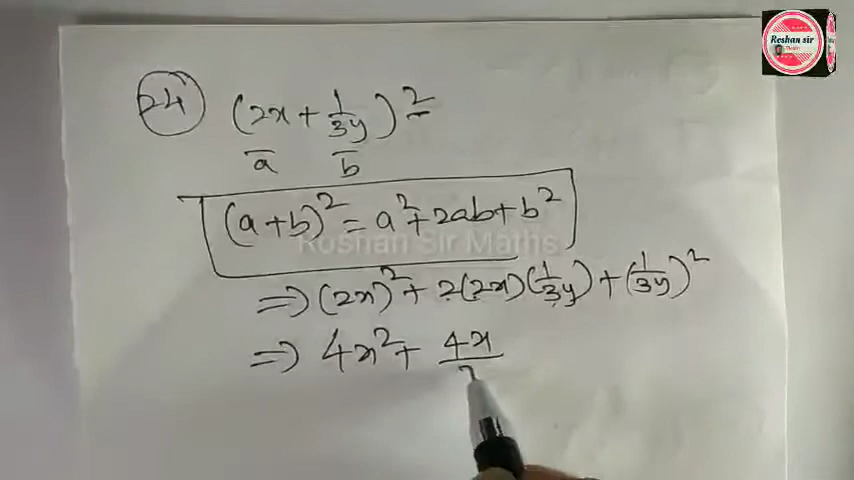 Roshan sir
24 (2x + 1/3y)²
a b
(a+b)² = a² + 2ab + b²
Roshan Sir Maths
⇒ (2x)² + 2(2x)(1/3y) + (1/3y)²
⇒ 4x² + 4x/